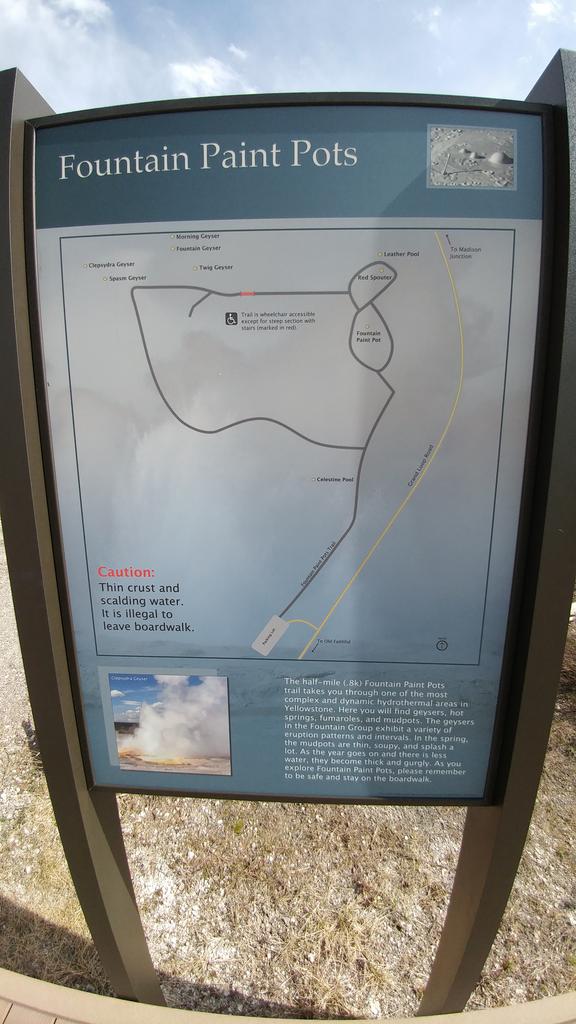 Fountain Paint Pots
Morning Geyser
Fountain Geyser
Clepsydra Geyser
Twig Geyser
Spasm Geyser
Leather Pool
To Madison
Junction
Red Spouter
Trail is wheelchair accessible
except for steep section with
stairs (marked in red).
Fountain
Paint Pot
Grand Loop Road
Celestine Pool
Fountain Paint Pots Trail
Caution:
Thin crust and
scalding water.
It is illegal to
leave boardwalk.
Parking Lot
To Old Faithful
Clepsydra Geyser
The half-mile (.8k) Fountain Paint Pots
trail takes you through one of the most
complex and dynamic hydrothermal areas in
Yellowstone. Here you will find geysers, hot
springs, fumaroles, and mudpots. The geysers
in the Fountain Group exhibit a variety of
eruption patterns and intervals. In the spring,
the mudpots are thin, soupy, and splash a
lot. As the year goes on and there is less
water, they become thick and gurgly. As you
explore Fountain Paint Pots, please remember
to be safe and stay on the boardwalk.